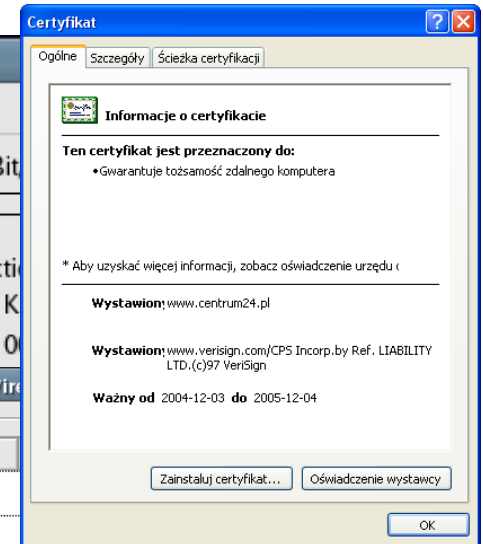 Certyfikat
Ogólne Szczegóły Ścieżka certyfikacji
Informacje o certyfikacie
Ten certyfikat jest przeznaczony do:
•Gwarantuje tożsamość zdalnego komputera
* Aby uzyskać więcej informacji, zobacz oświadczenie urzędu c
Wystawiony www.centrum24.pl
Wystawiony www.verisign.com/CPS Incorp.by Ref. LIABILITY
LTD.(c)97 VeriSign
Ważny od 2004-12-03 do 2005-12-04
Zainstaluj certyfikat... Oświadczenie wystawcy
OK